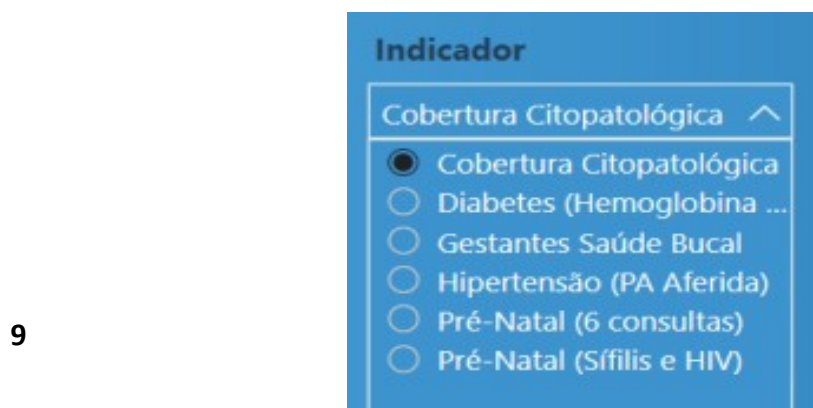 Indicador
Cobertura Citopatológica
Cobertura Citopatológica
Diabetes (Hemoglobina ...
Gestantes Saúde Bucal
Hipertensão (PA Aferida)
9
Pré-Natal (6 consultas)
Pré-Natal (Sífilis e HIV)